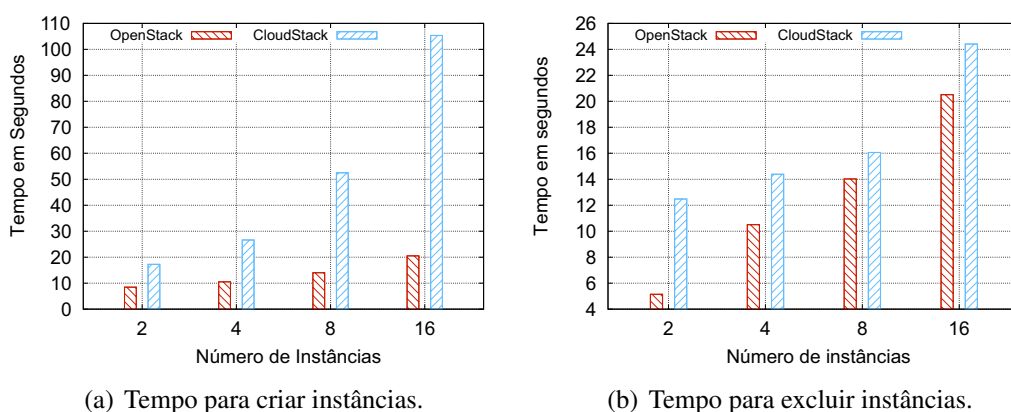 110
100
90
80
70
60
50
40
30
20
10
0
Tempo em Segundos
OpenStack
CloudStack
2 4 8 16
Número de Instâncias
(a) Tempo para criar instâncias.
26
24
22
20
18
16
14
12
10
8
6
4
Tempo em segundos
OpenStack
CloudStack
2 4 8 16
Número de instâncias
(b) Tempo para excluir instâncias.